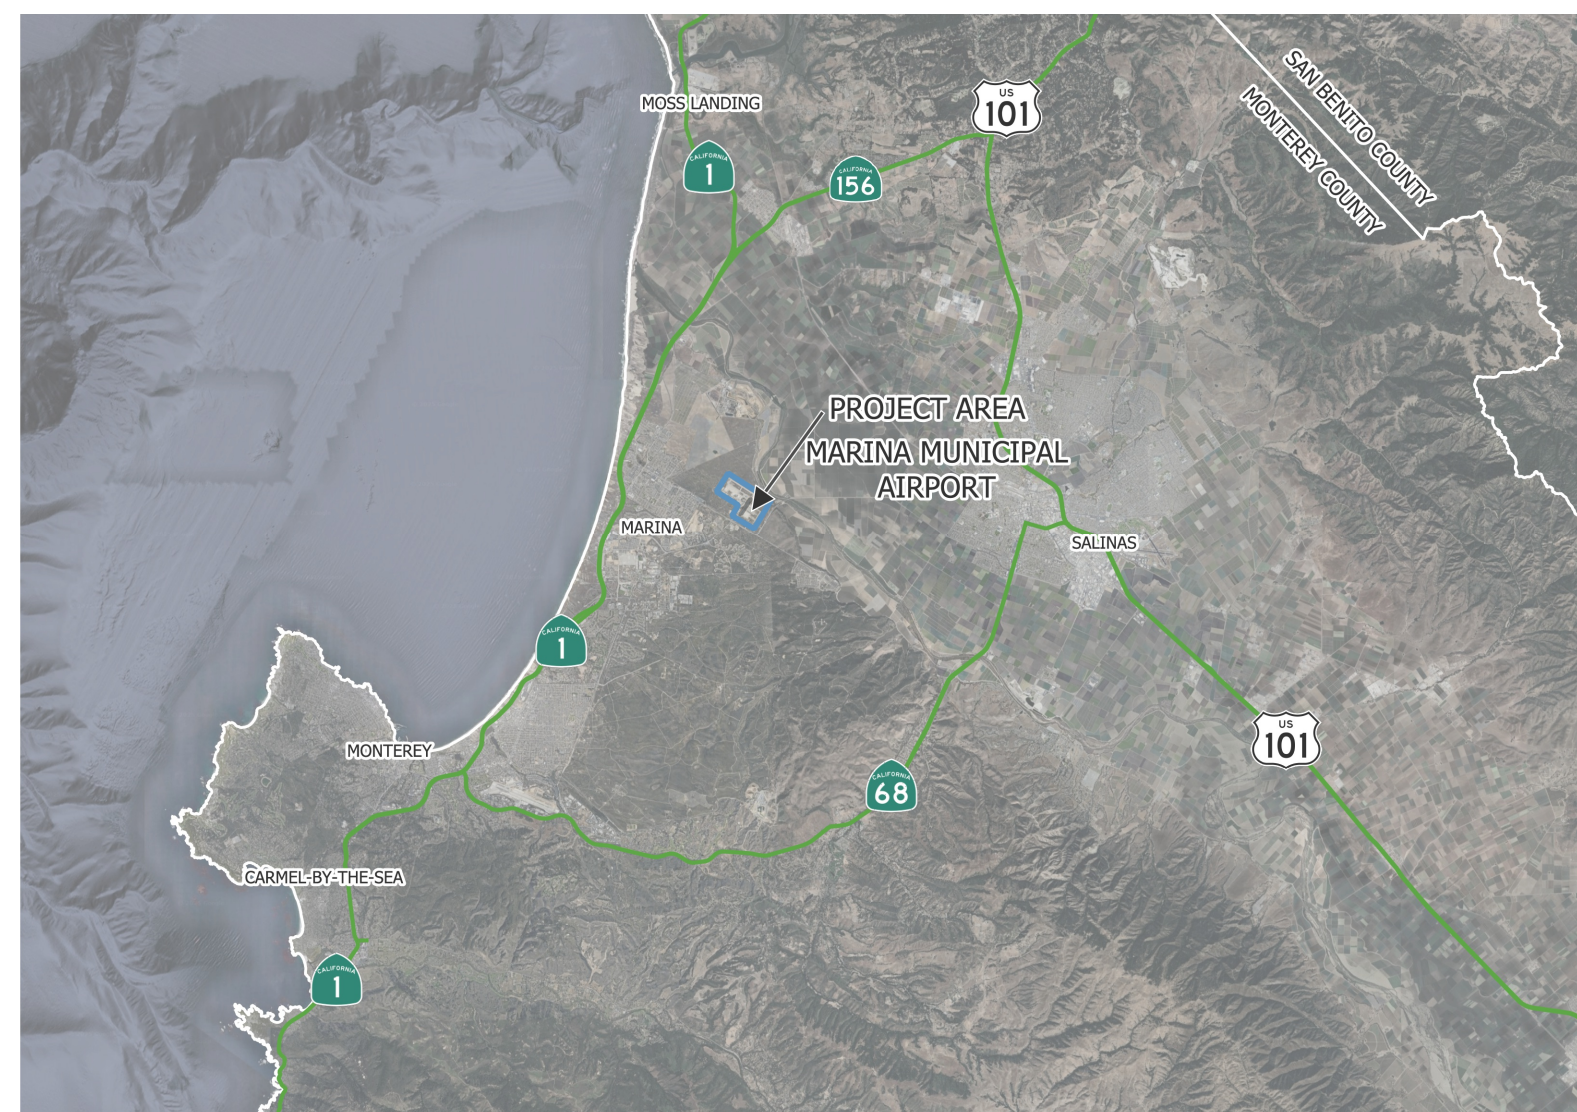 SAN BENITO COUNTY
MONTEREY COUNTY
US
101
MOSS LANDING
CALIFORNIA
1
CALIFORNIA
156
PROJECT AREA
MARINA MUNICIPAL
AIRPORT
MARINA
SALINAS
CALIFORNIA
1
US
101
MONTEREY
CALIFORNIA
68
CARMEL-BY-THE-SEA
CALIFORNIA
1